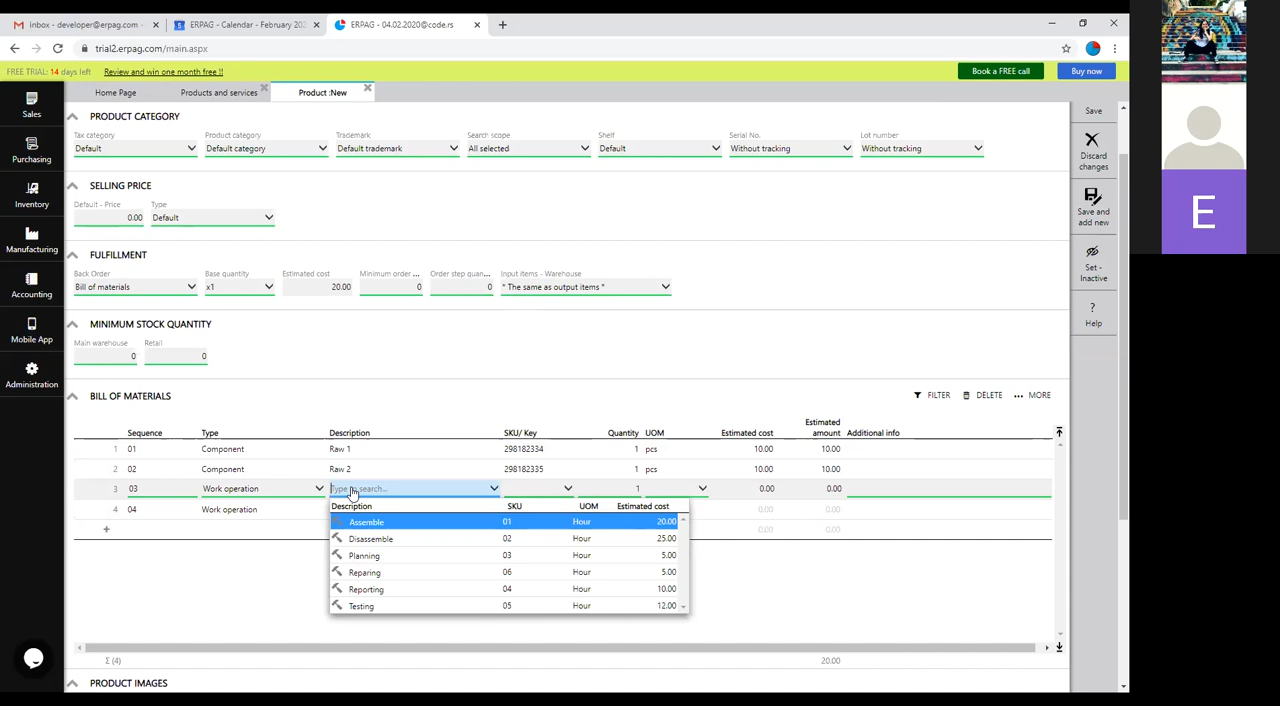 Inbox - developer@erpag.com -
ERPAG - Calendar - February 202
ERPAG - 04.02.2020@code.rs
trial2.erpag.com/main.aspx
FREE TRIAL: 14 days left Review and win one month free !! Book a FREE call Buy now
Home Page Products and services Product :New
Sales
Purchasing
Inventory
Manufacturing
Accounting
Mobile App
Administration
PRODUCT CATEGORY
Tax category Product category Trademark Search scope Shelf Serial No. Lot number
Default Default category Default trademark All selected Default Without tracking Without tracking
SELLING PRICE
Default - Price Type
0.00 Default
FULFILLMENT
Back Order Base quantity Estimated cost Minimum order ... Order step quan... Input items - Warehouse
Bill of materials x1 20.00 0 0 * The same as output items *
MINIMUM STOCK QUANTITY
Main warehouse Retail
0 0
BILL OF MATERIALS FILTER DELETE ... MORE
Sequence Type Description SKU/ Key Quantity UOM Estimated cost Estimated amount Additional info
1 01 Component Raw 1 298182334 1 pcs 10.00 10.00
2 02 Component Raw 2 298182335 1 pcs 10.00 10.00
3 03 Work operation Type to search... 1 0.00 0.00
4 04 Work operation 0.00 0.00
+ 0.00 0.00
Description SKU UOM Estimated cost
Assemble 01 Hour 20.00
Disassemble 02 Hour 25.00
Planning 03 Hour 5.00
Reparing 06 Hour 5.00
Reporting 04 Hour 10.00
Testing 05 Hour 12.00
Σ (4) 20.00
PRODUCT IMAGES
Save
Discard
changes
Save and
add new
Set -
Inactive
?
Help
E